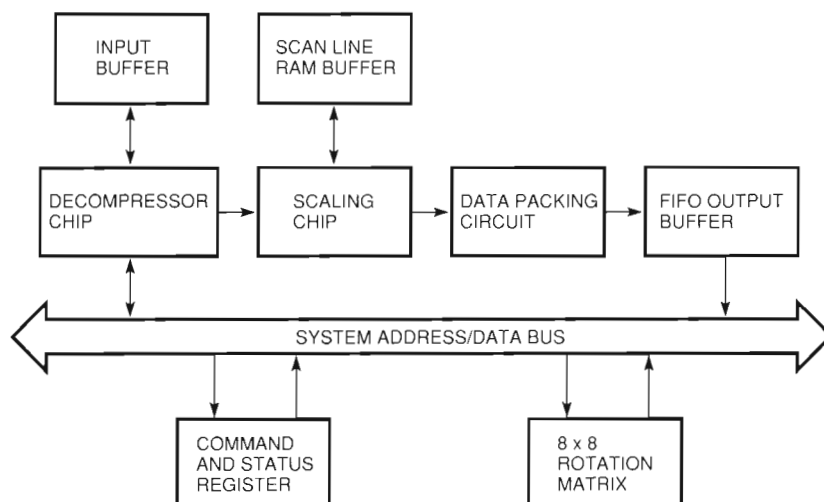 INPUT
BUFFER
SCAN LINE
RAM BUFFER
DECOMPRESSOR
CHIP
SCALING
CHIP
DATA PACKING
CIRCUIT
FIFO OUTPUT
BUFFER
SYSTEM ADDRESS/DATA BUS
COMMAND
AND STATUS
REGISTER
8 x 8
ROTATION
MATRIX